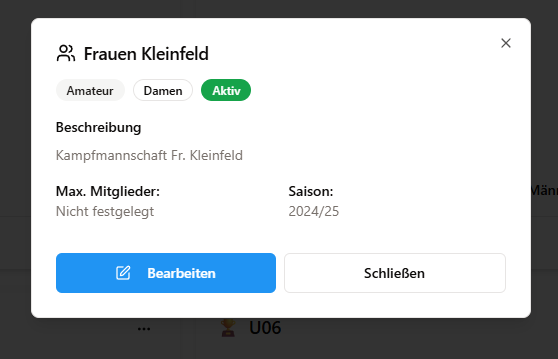 Frauen Kleinfeld
Amateur Damen Aktiv
Beschreibung
Kampfmannschaft Fr. Kleinfeld
Max. Mitglieder: Saison:
Nicht festgelegt 2024/25
Bearbeiten Schließen
U06